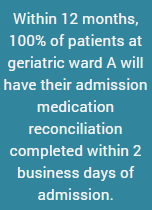 Within 12 months,
100% of patients at
geriatric ward A will
have their admission
medication
reconciliation
completed within 2
business days of
admission.